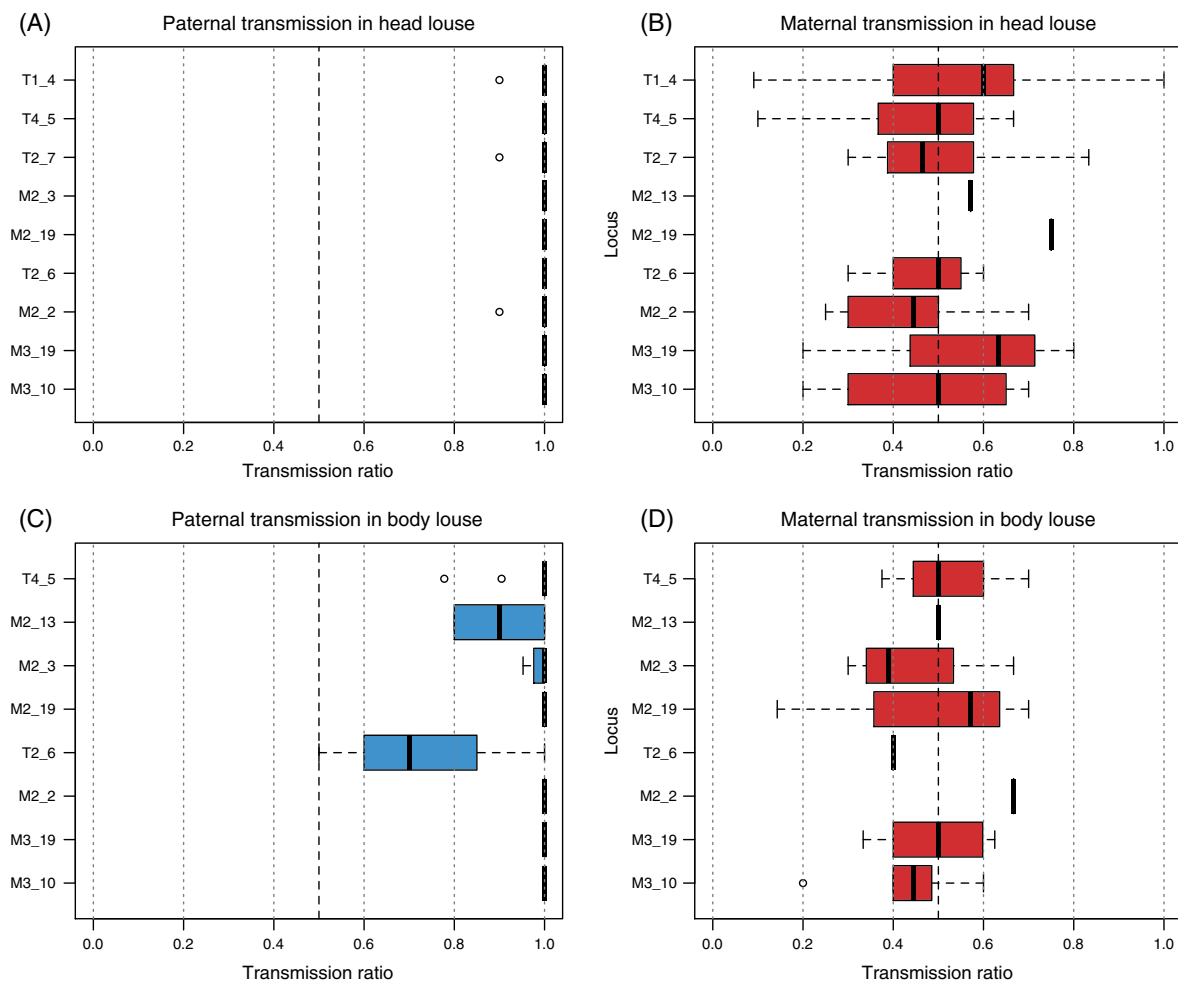 (A) Paternal transmission in head louse
T1_4
T4_5
T2_7
M2_3
M2_19
T2_6
M2_2
M3_19
M3_10
0.0 0.2 0.4 0.6 0.8 1.0
Transmission ratio
(B) Maternal transmission in head louse
Locus
T1_4
T4_5
T2_7
M2_13
M2_19
T2_6
M2_2
M3_19
M3_10
0.0 0.2 0.4 0.6 0.8 1.0
Transmission ratio
(C) Paternal transmission in body louse
T4_5
M2_13
M2_3
M2_19
T2_6
M2_2
M3_19
M3_10
0.0 0.2 0.4 0.6 0.8 1.0
Transmission ratio
(D) Maternal transmission in body louse
Locus
T4_5
M2_13
M2_3
M2_19
T2_6
M2_2
M3_19
M3_10
0.0 0.2 0.4 0.6 0.8 1.0
Transmission ratio